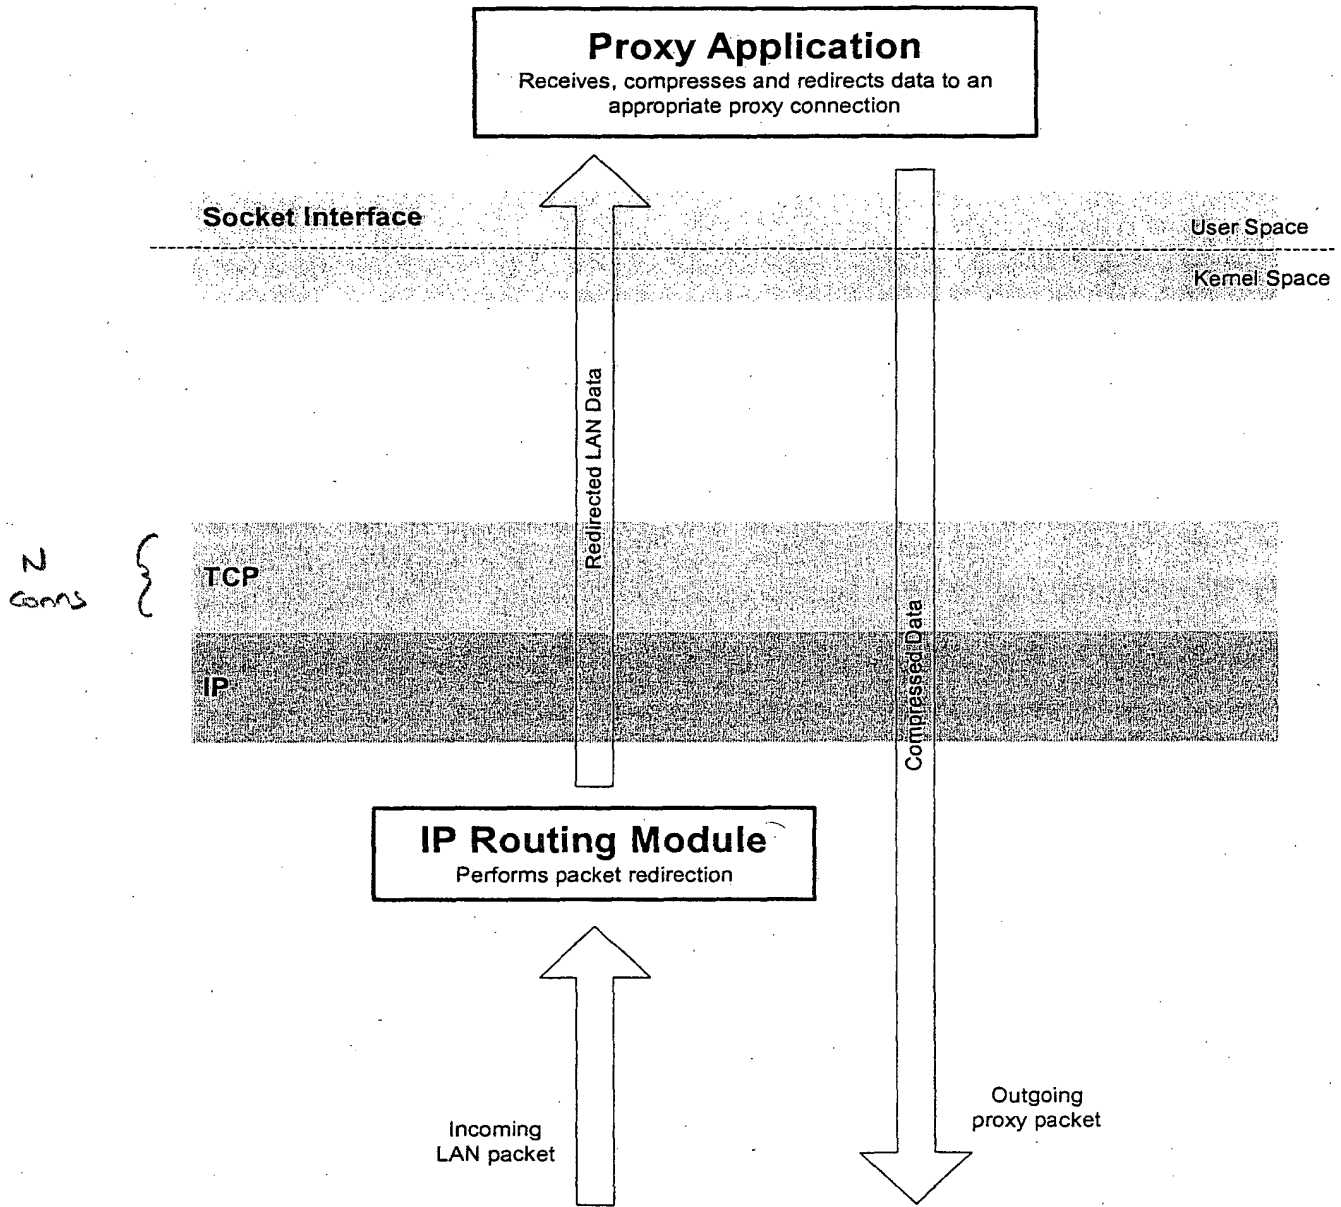 Proxy Application
Receives, compresses and redirects data to an
appropriate proxy connection
Socket Interface
User Space
Kernel Space
Redirected LAN Data
N
conns
TCP
IP
Compressed Data
IP Routing Module
Performs packet redirection
Incoming
LAN packet
Outgoing
proxy packet